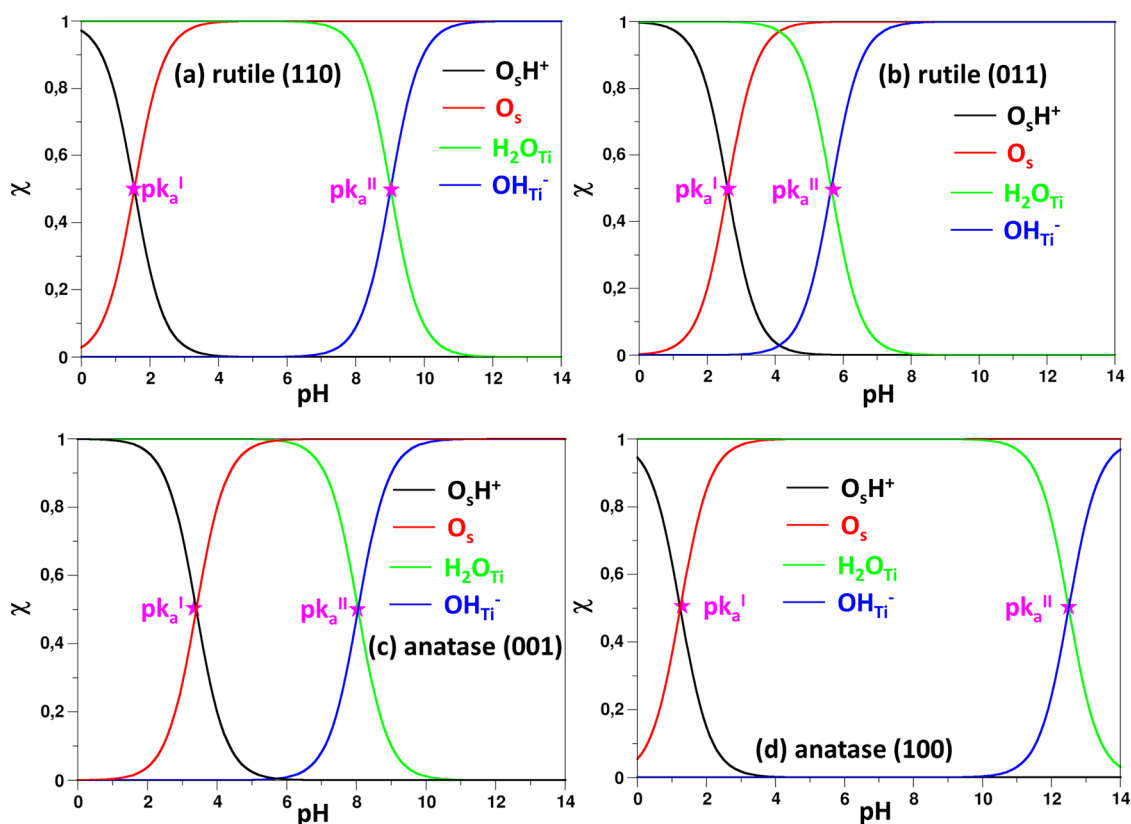 1
0,8
0,6
χ
0,4
0,2
0
0 2 4 6 8 10 12 14
pH
(a) rutile (110)
OsH+
Os
H2OTi
OHTi-
pkaI
pkaII
1
0,8
0,6
χ
0,4
0,2
0
0 2 4 6 8 10 12 14
pH
(b) rutile (011)
OsH+
Os
H2OTi
OHTi-
pkaI
pkaII
1
0,8
0,6
χ
0,4
0,2
0
0 2 4 6 8 10 12 14
pH
OsH+
Os
H2OTi
OHTi-
pkaI
pkaII
(c) anatase (001)
1
0,8
0,6
χ
0,4
0,2
0
0 2 4 6 8 10 12 14
pH
OsH+
Os
H2OTi
OHTi-
pkaI
pkaII
(d) anatase (100)